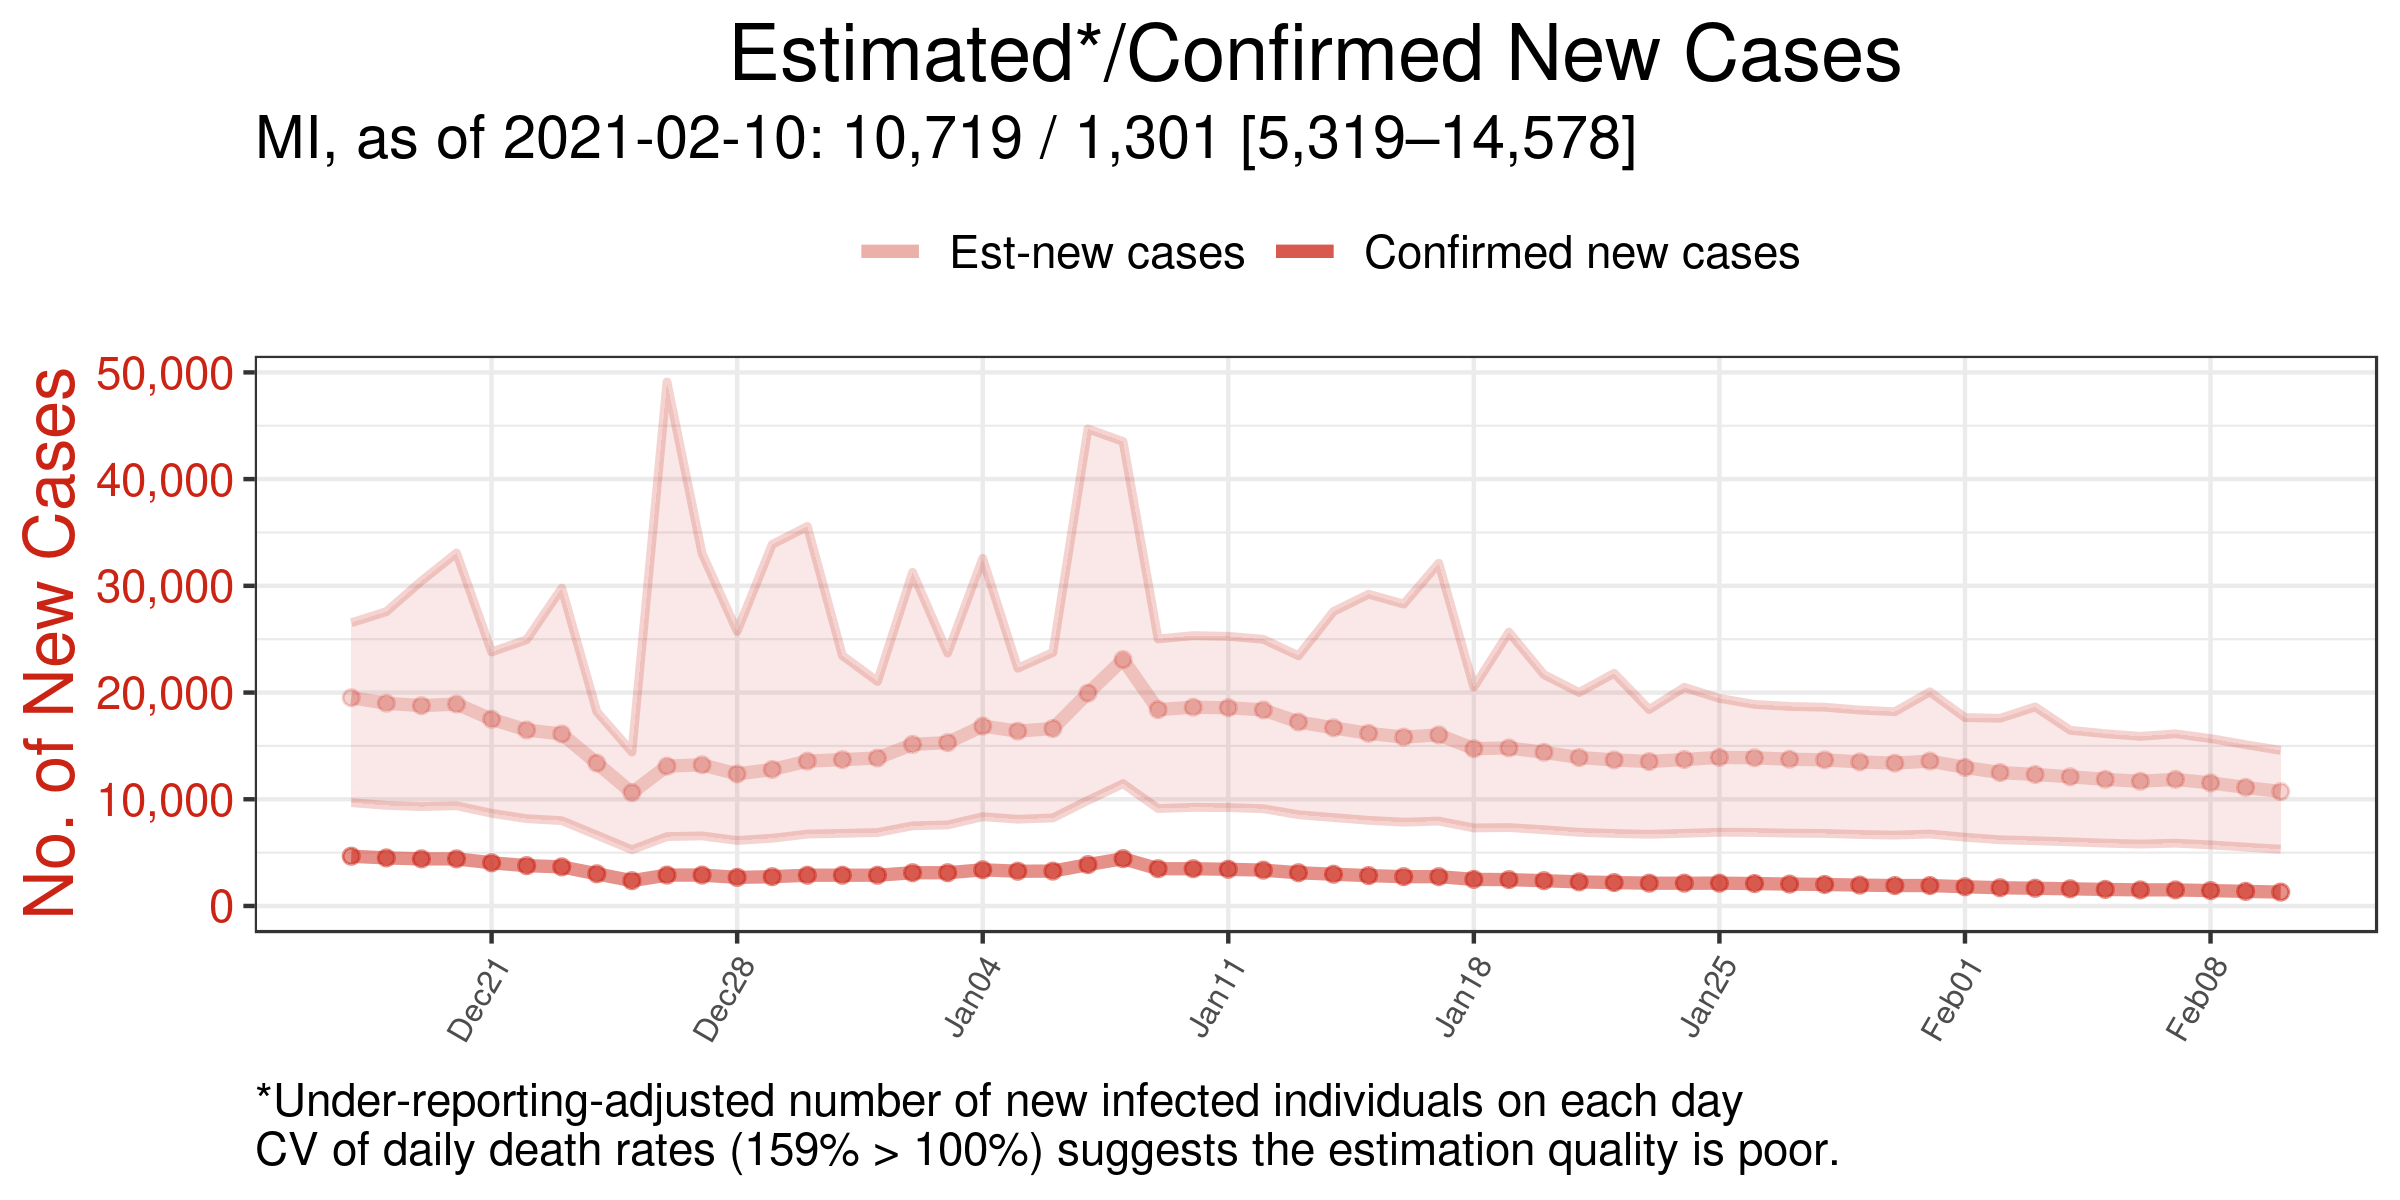 Estimated*/Confirmed New Cases
MI, as of 2021-02-10: 10,719 / 1,301 [5,319–14,578]
Est-new cases
Confirmed new cases
No. of New Cases
50,000
40,000
30,000
20,000
10,000
0
Dec21
Dec28
Jan04
Jan11
Jan18
Jan25
Feb01
Feb08
*Under-reporting-adjusted number of new infected individuals on each day
CV of daily death rates (159% > 100%) suggests the estimation quality is poor.